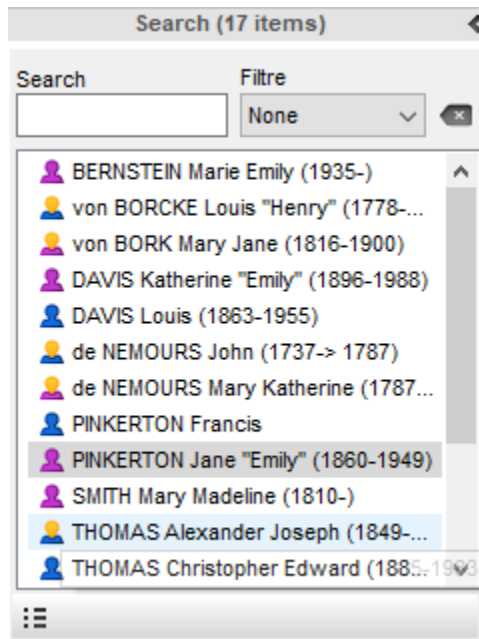 Search (17 items)
Search
Filtre
None
BERNSTEIN Marie Emily (1935-)
von BORCKE Louis "Henry" (1778-...
von BORK Mary Jane (1816-1900)
DAVIS Katherine "Emily" (1896-1988)
DAVIS Louis (1863-1955)
de NEMOURS John (1737-> 1787)
de NEMOURS Mary Katherine (1787...
PINKERTON Francis
PINKERTON Jane "Emily" (1860-1949)
SMITH Mary Madeline (1810-)
THOMAS Alexander Joseph (1849-...
THOMAS Christopher Edward (1885-1993